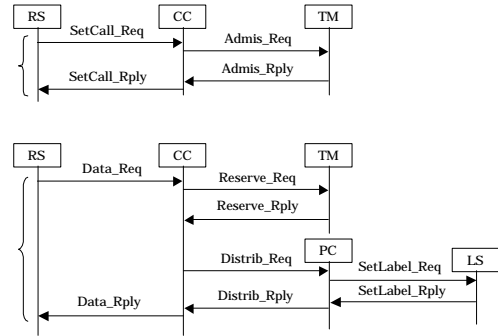 RS CC TM
SetCall_Req
Admis_Req
Admis_Rply
SetCall_Rply
RS CC TM
Data_Req
Reserve_Req
Reserve_Rply
PC LS
Distrib_Req SetLabel_Req
Data_Rply Distrib_Rply SetLabel_Rply